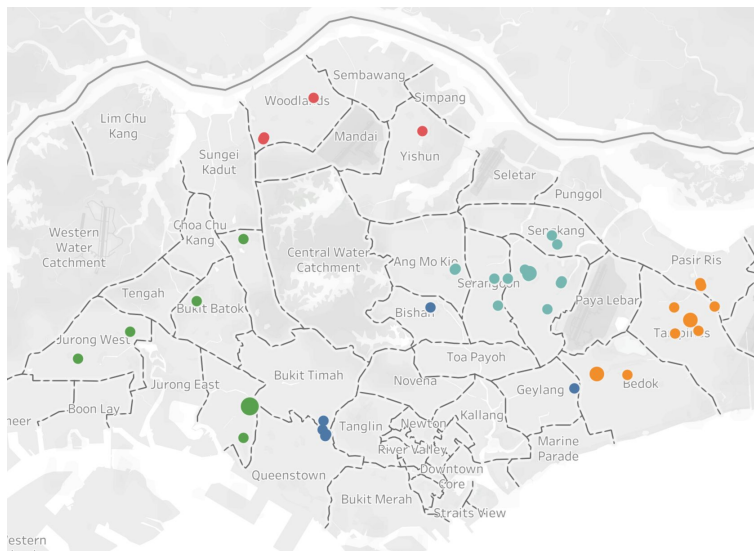 Sembawang
Woodlands
Simpang
Lim Chu
Kang
Mandai
Sungei
Kadut
Yishun
Seletar
Punggol
Choa Chu
Kang
Sengkang
Western
Water
Catchment
Central Water
Catchment
Ang Mo Kio
Pasir Ris
Serangoon
Tengah
Bukit Batok
Paya Lebar
Bishan
Tampines
Jurong West
Toa Payoh
Bukit Timah
Novena
Jurong East
Geylang
Bedok
Boon Lay
neer
Tanglin
Newton
Kallang
River Valley
Marine
Parade
Downtown
Core
Queenstown
Bukit Merah
Straits View
estern